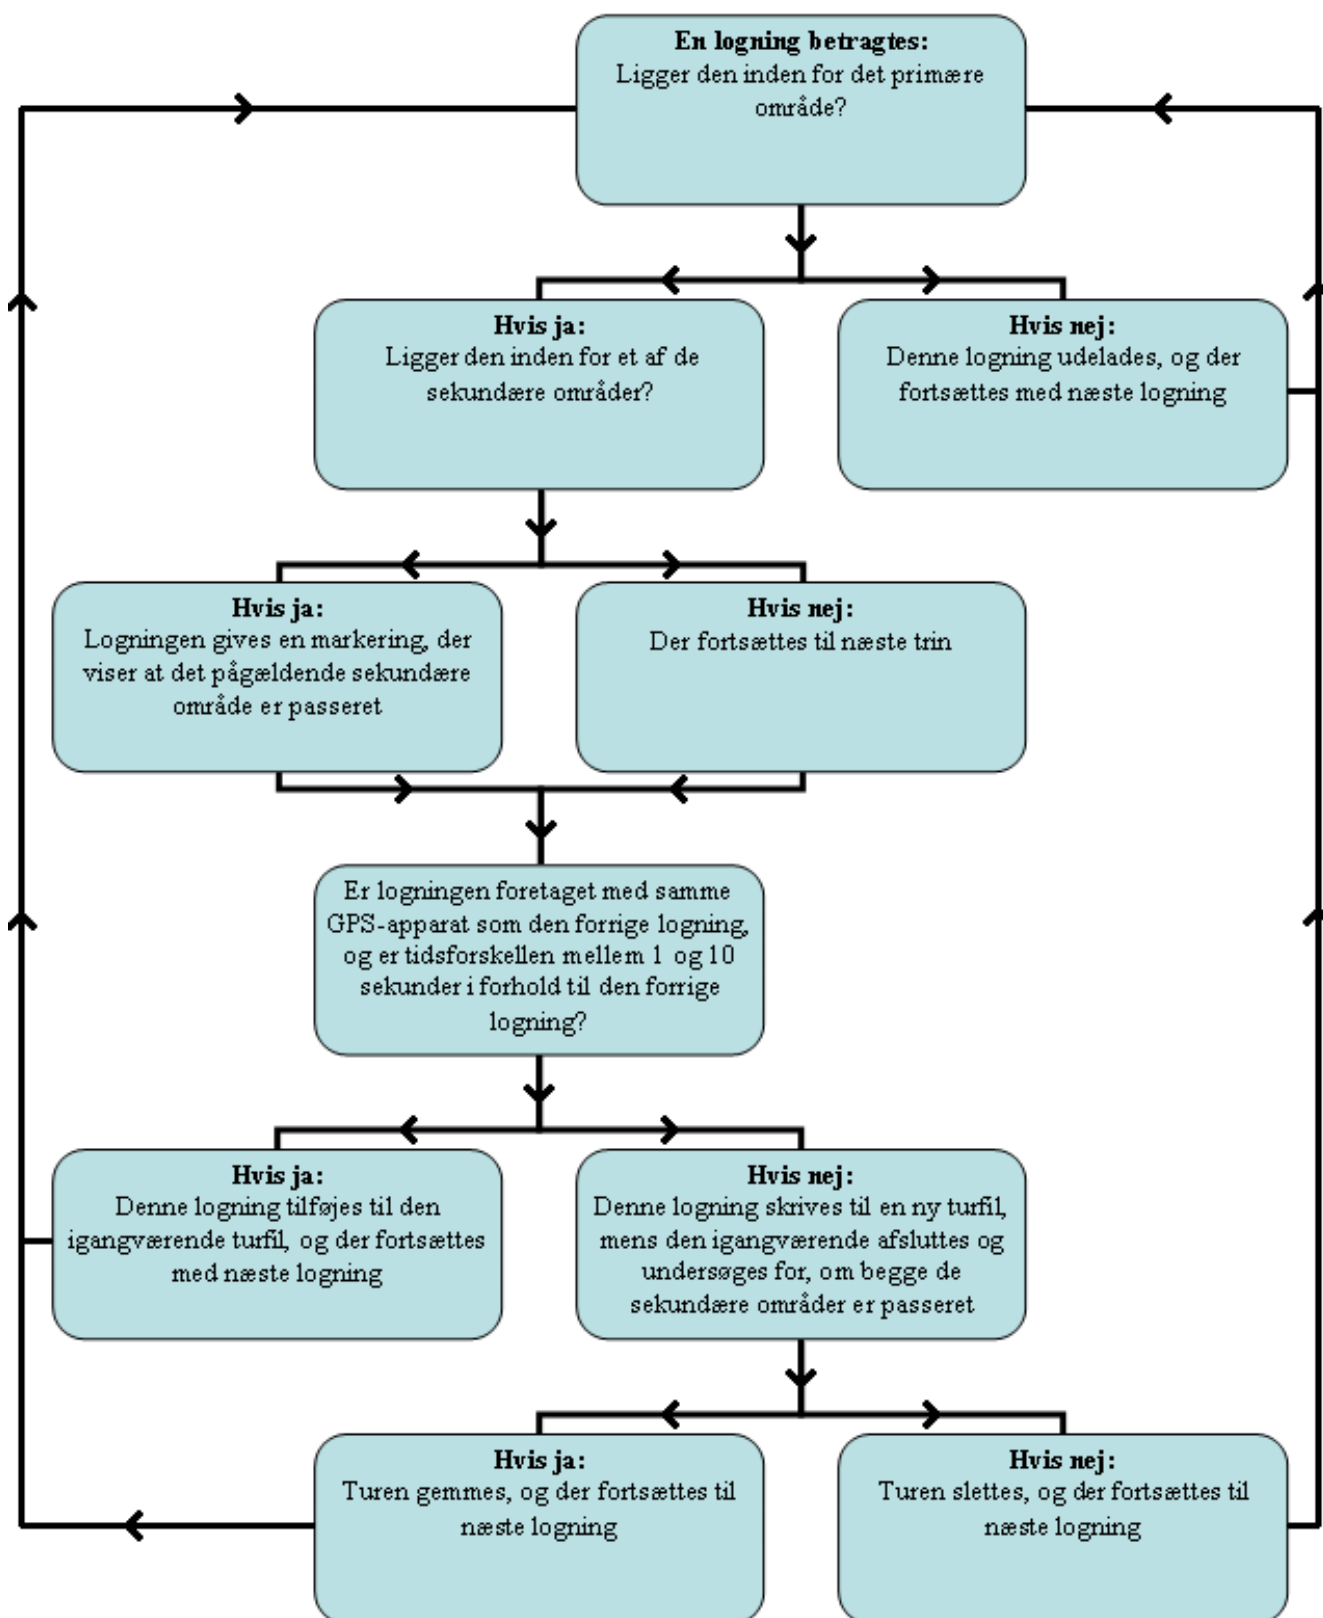 En logning betragtes:
Ligger den inden for det primære
område?
Hvis ja:
Ligger den inden for et af de
sekundære områder?
Hvis nej:
Denne logning udelades, og der
fortsættes med næste logning
Hvis ja:
Logningen gives en markering, der
viser at det pågældende sekundære
område er passeret
Hvis nej:
Der fortsættes til næste trin
Er logningen foretaget med samme
GPS-apparat som den forrige logning,
og er tidsforskellen mellem 1 og 10
sekunder i forhold til den forrige
logning?
Hvis ja:
Denne logning tilføjes til den
igangværende turfil, og der fortsættes
med næste logning
Hvis nej:
Denne logning skrives til en ny turfil,
mens den igangværende afsluttes og
undersøges for, om begge de
sekundære områder er passeret
Hvis ja:
Turen gemmes, og der fortsættes til
næste logning
Hvis nej:
Turen slettes, og der fortsættes til
næste logning